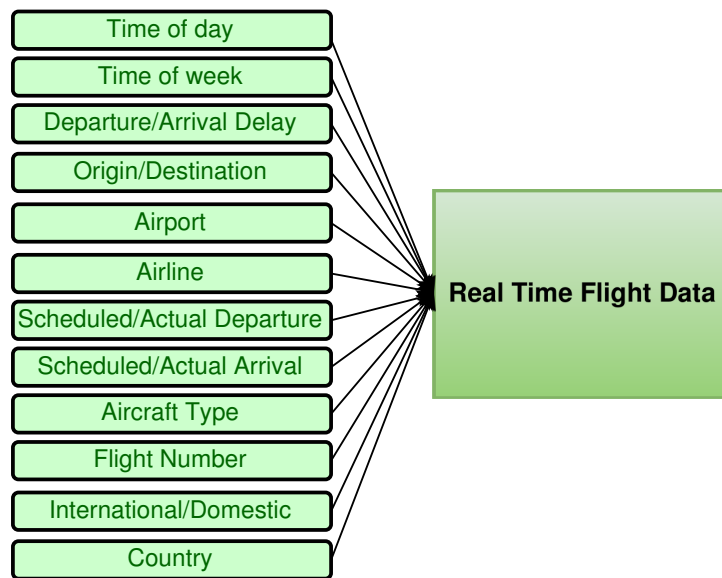 Time of day
Time of week
Departure/Arrival Delay
Origin/Destination
Airport
Airline
Scheduled/Actual Departure
Scheduled/Actual Arrival
Aircraft Type
Flight Number
International/Domestic
Country
Real Time Flight Data